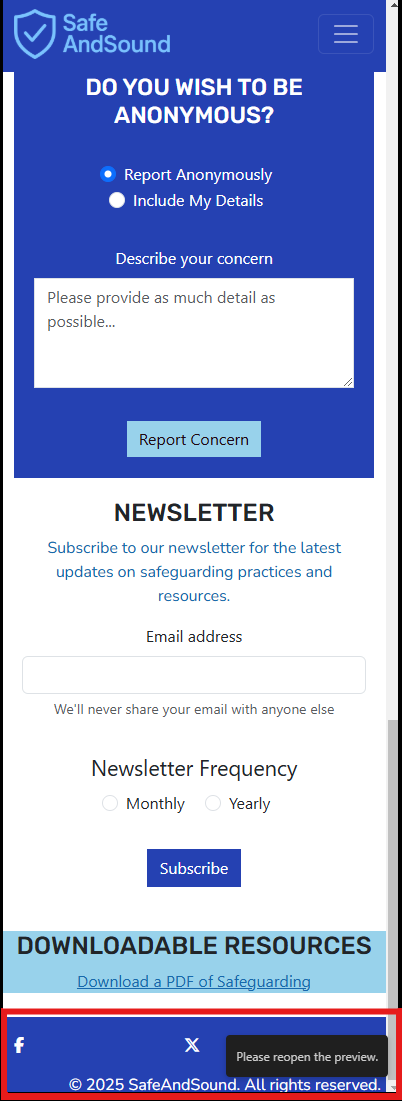 Safe
AndSound
DO YOU WISH TO BE
ANONYMOUS?
Report Anonymously
Include My Details
Describe your concern
Please provide as much detail as
possible...
Report Concern
NEWSLETTER
Subscribe to our newsletter for the latest
updates on safeguarding practices and
resources.
Email address
We'll never share your email with anyone else
Newsletter Frequency
Monthly Yearly
Subscribe
DOWNLOADABLE RESOURCES
Download a PDF of Safeguarding
Please reopen the preview.
© 2025 SafeAndSound. All rights reserved.